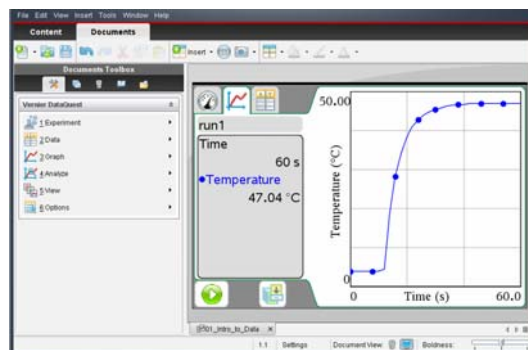 File Edit View Insert Tools Window Help
Content Documents
Insert
Documents Toolbox
Vernier DataQuest
1 Experiment
2 Data
3 Graph
4 Analyze
5 View
6 Options
run1
Time
60 s
Temperature
47.04 °C
50.00
Temperature (°C)
0
0 Time (s) 60.0
01_Intro_to_Data
1.1 Settings Document View: Boldness: